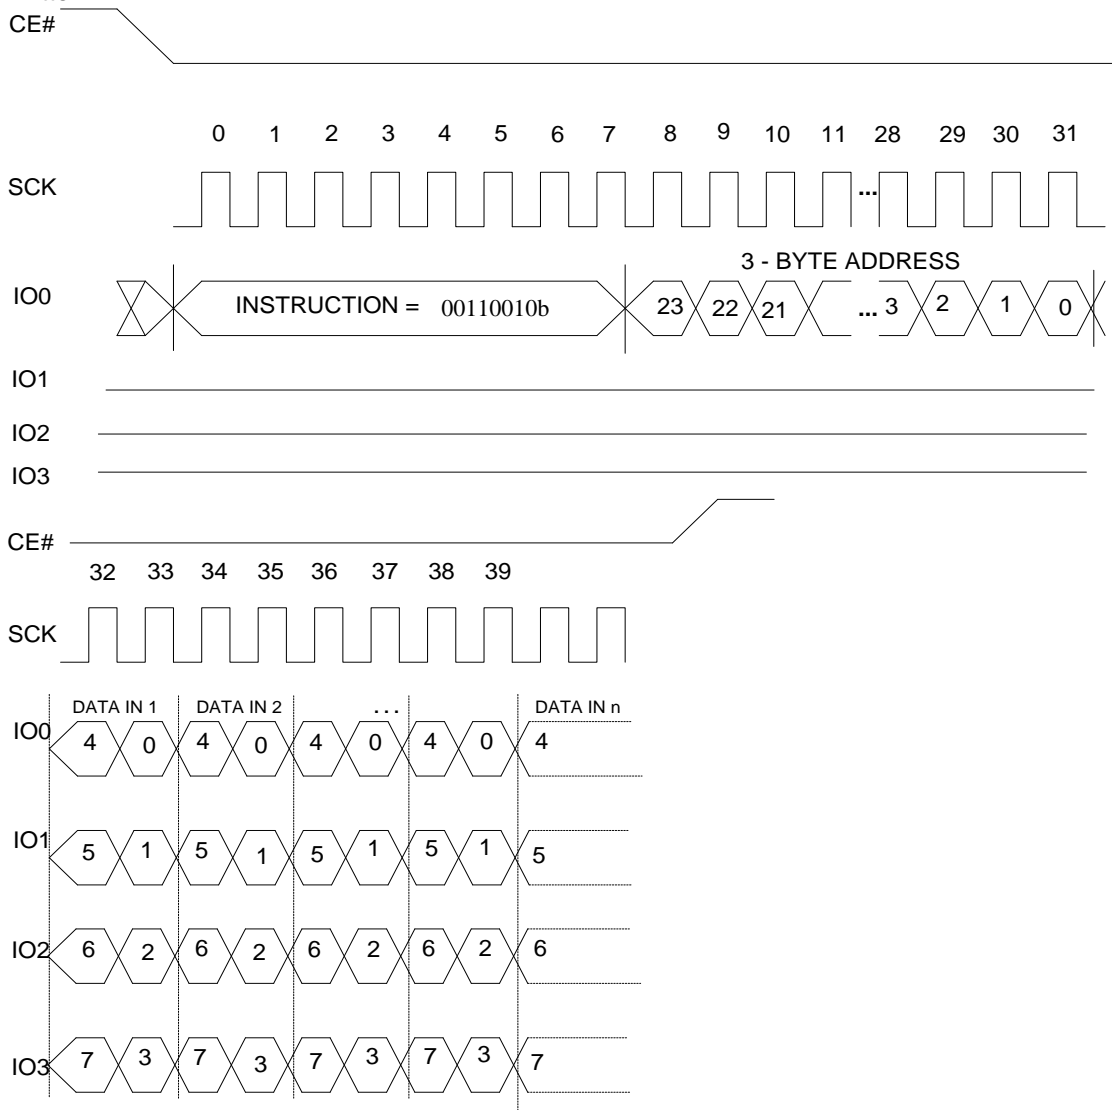 CE#
0 1 2 3 4 5 6 7 8 9 10 11 28 29 30 31
SCK ...
3 - BYTE ADDRESS
IO0 INSTRUCTION = 00110010b 23 22 21 ... 3 2 1 0
IO1
IO2
IO3
CE#
32 33 34 35 36 37 38 39
SCK
DATA IN 1 DATA IN 2 ... DATA IN n
IO0 4 0 4 0 4 0 4 0 4
IO1 5 1 5 1 5 1 5 1 5
IO2 6 2 6 2 6 2 6 2 6
IO3 7 3 7 3 7 3 7 3 7